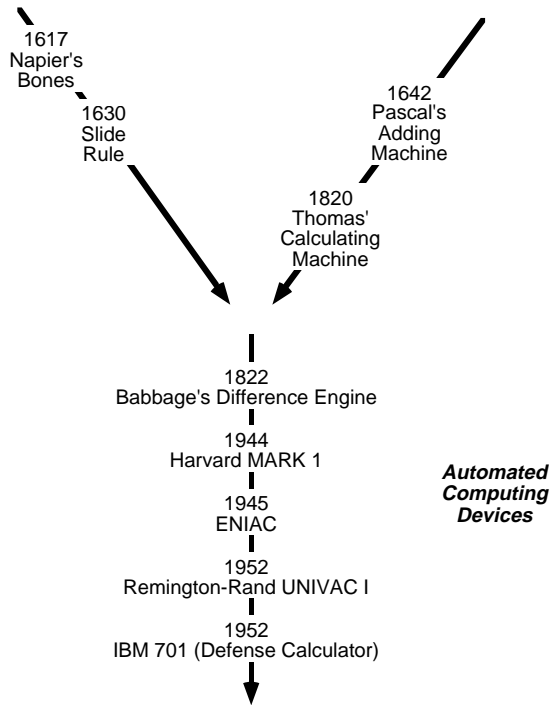 1617
Napier's
Bones
1630
Slide
Rule
1642
Pascal's
Adding
Machine
1820
Thomas'
Calculating
Machine
1822
Babbage's Difference Engine
1944
Harvard MARK 1
1945
ENIAC
1952
Remington-Rand UNIVAC I
1952
IBM 701 (Defense Calculator)
Automated
Computing
Devices